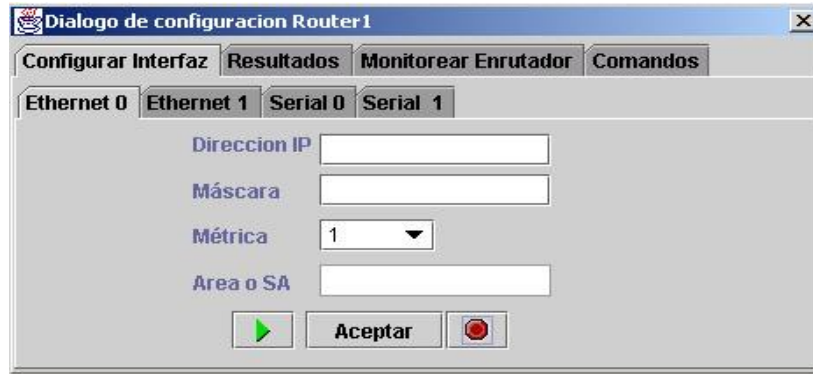 Dialogo de configuracion Router1
Configurar Interfaz Resultados Monitorear Enrutador Comandos
Ethernet 0 Ethernet 1 Serial 0 Serial 1
Direccion IP
Máscara
Métrica 1
Area o SA
Aceptar